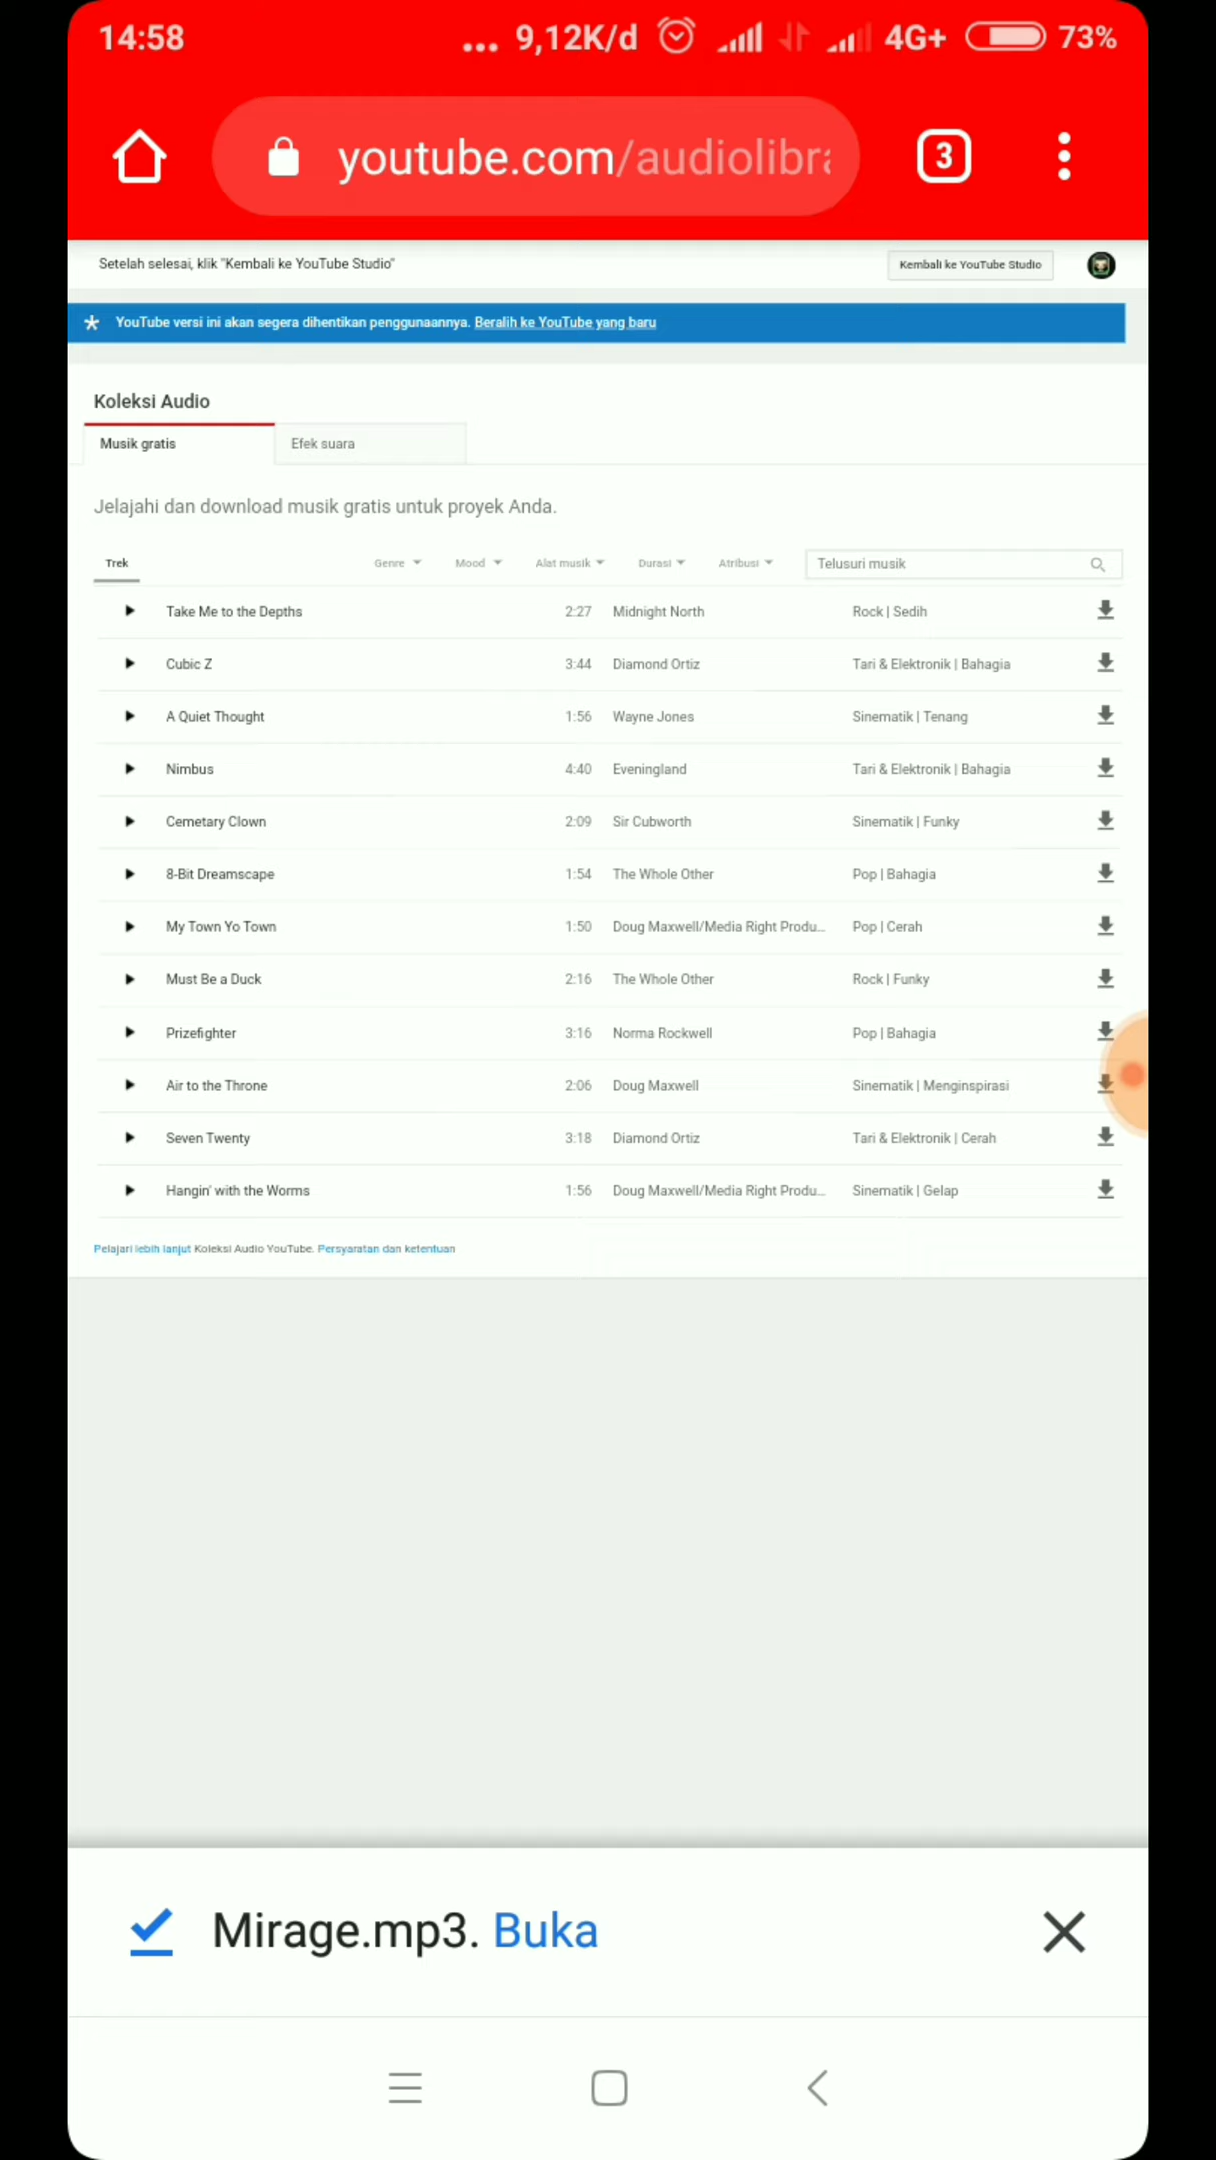 14:58 ... 9,12K/d 4G+ 73%
youtube.com/audiolibra 3
Setelah selesai, klik "Kembali ke YouTube Studio" Kembali ke YouTube Studio
YouTube versi ini akan segera dihentikan penggunaannya. Beralih ke YouTube yang baru
Koleksi Audio
Musik gratis Efek suara
Jelajahi dan download musik gratis untuk proyek Anda.
Trek Genre Mood Alat musik Durasi Atribusi Telusuri musik
Take Me to the Depths 2:27 Midnight North Rock | Sedih
Cubic Z 3:44 Diamond Ortiz Tari & Elektronik | Bahagia
A Quiet Thought 1:56 Wayne Jones Sinematik | Tenang
Nimbus 4:40 Eveningland Tari & Elektronik | Bahagia
Cemetary Clown 2:09 Sir Cubworth Sinematik | Funky
8-Bit Dreamscape 1:54 The Whole Other Pop | Bahagia
My Town Yo Town 1:50 Doug Maxwell/Media Right Produ... Pop | Cerah
Must Be a Duck 2:16 The Whole Other Rock | Funky
Prizefighter 3:16 Norma Rockwell Pop | Bahagia
Air to the Throne 2:06 Doug Maxwell Sinematik | Menginspirasi
Seven Twenty 3:18 Diamond Ortiz Tari & Elektronik | Cerah
Hangin' with the Worms 1:56 Doug Maxwell/Media Right Produ... Sinematik | Gelap
Pelajari lebih lanjut Koleksi Audio YouTube. Persyaratan dan ketentuan
Mirage.mp3. Buka